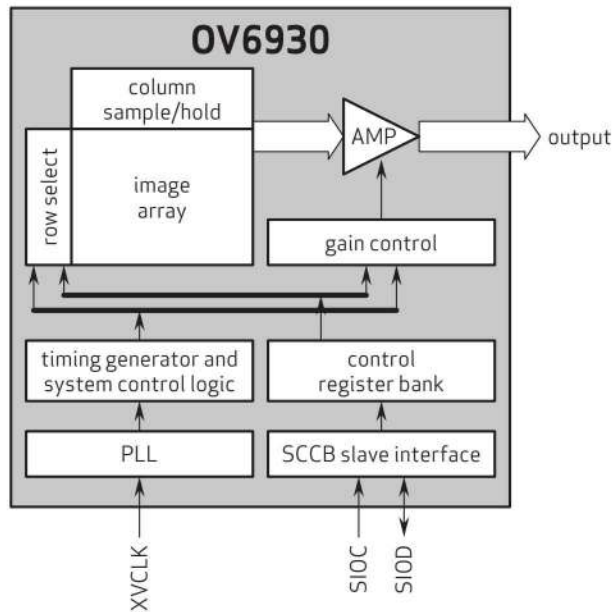 OV6930
column
sample/hold
row select
image
array
AMP
output
gain control
timing generator and
system control logic
control
register bank
PLL
SCCB slave interface
XVCLK
SIOC
SIOD